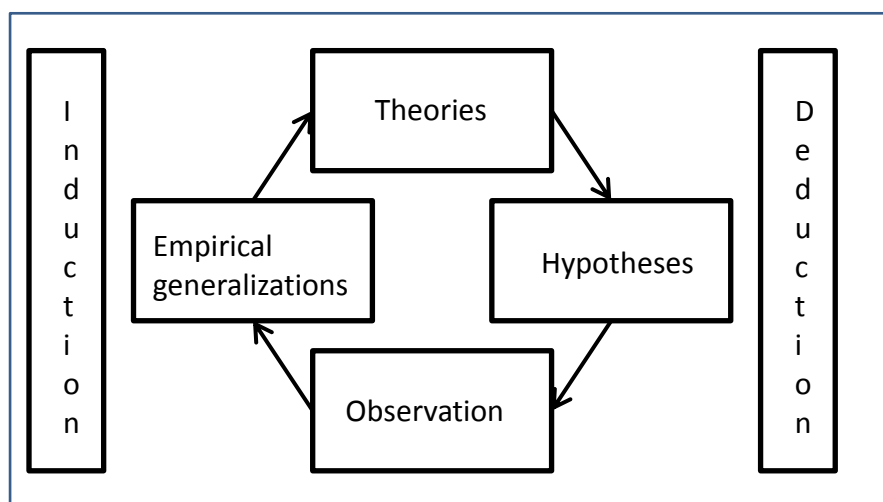 Induction
Theories
Empirical
generalizations
Hypotheses
Observation
Deduction